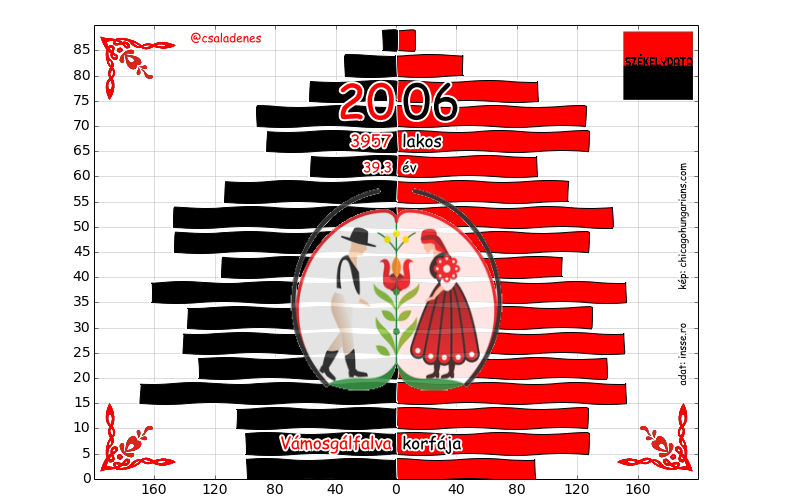 @csaladenes
SZÉKELYDATA
2006
3957 lakos
39.3 év
Vámosgálfalva korfája
kép: chicagohungarians.com
adat: insse.ro
85
80
75
70
65
60
55
50
45
40
35
30
25
20
15
10
5
0
160 120 80 40 0 40 80 120 160